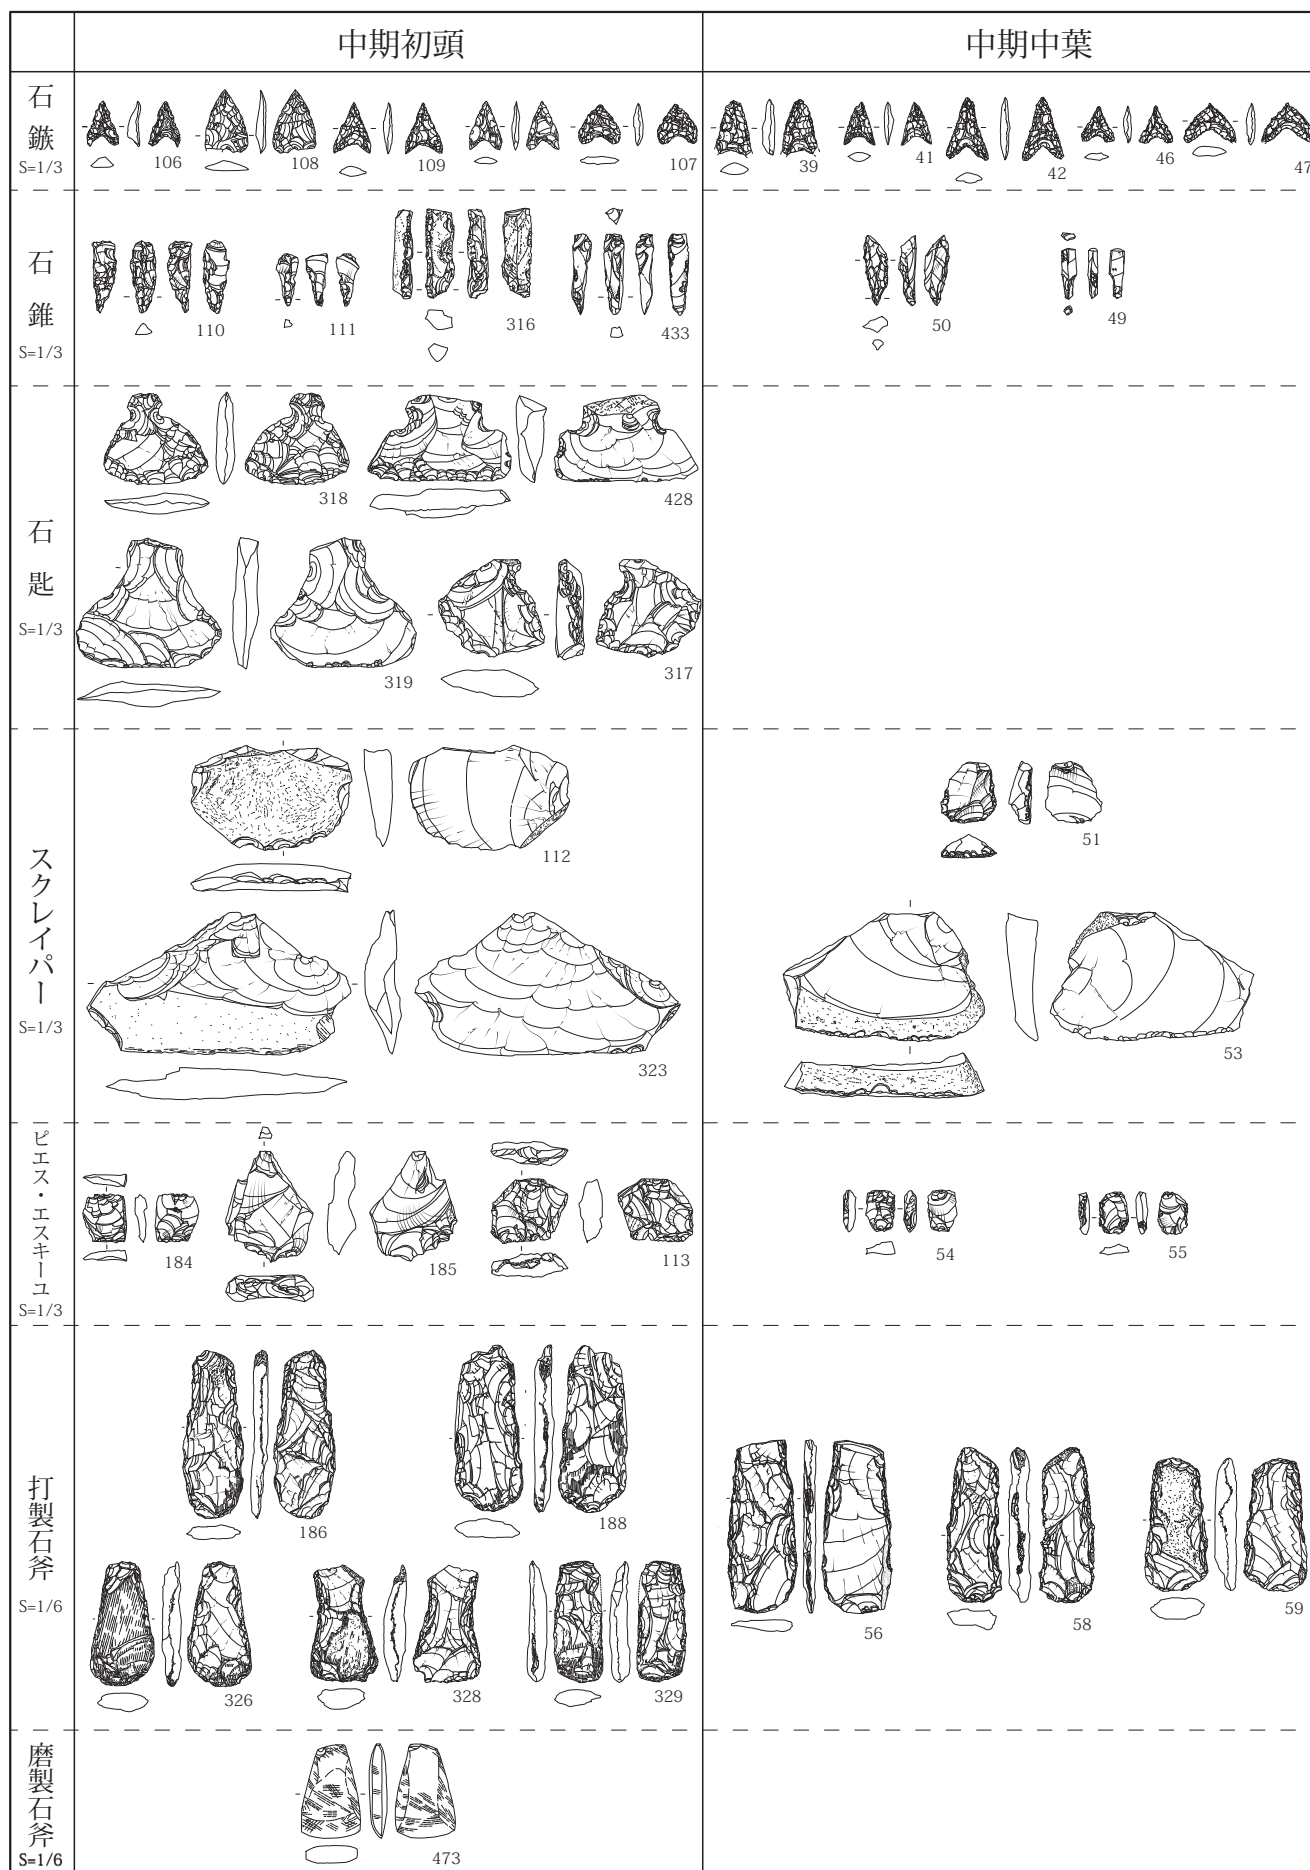 中期初頭 中期中葉
石鏃
S=1/3
106 108 109 107 39 41 42 46 47
石錐
S=1/3
110 111 316 433 50 49
石匙
S=1/3
318 428
319 317
スクレイパー
S=1/3
112 51
323 53
ピエス・エスキーユ
S=1/3
184 185 113 54 55
打製石斧
S=1/6
186 188
326 328 329 56 58 59
磨製石斧
S=1/6
473